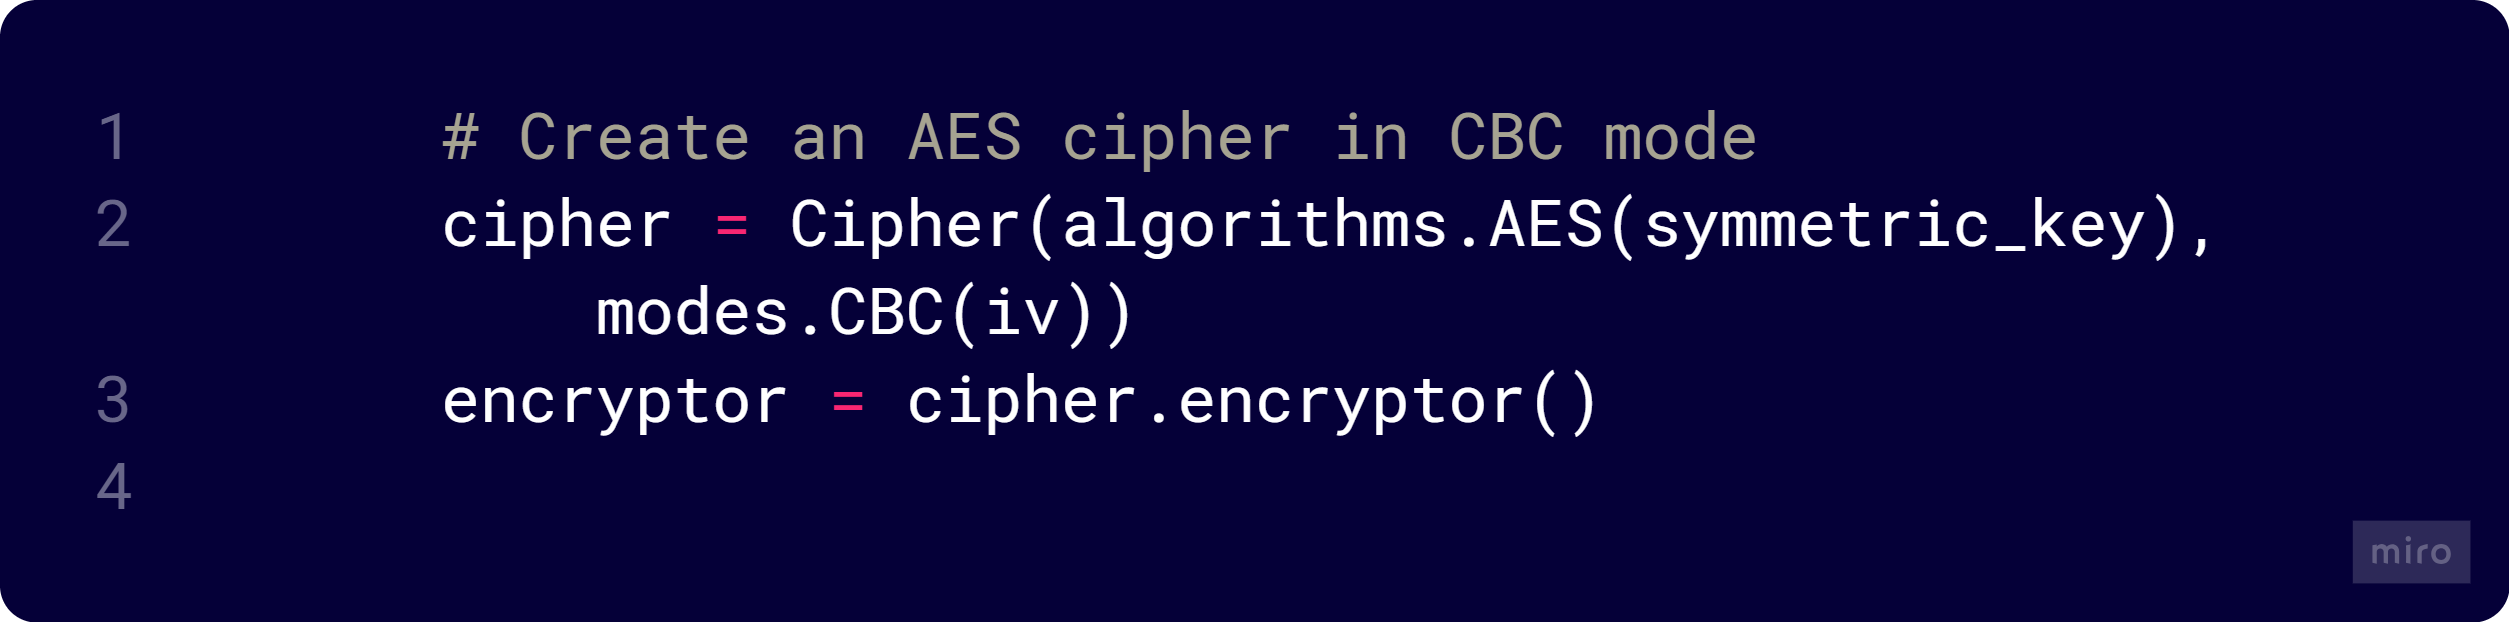 1 # Create an AES cipher in CBC mode
2 cipher = Cipher(algorithms.AES(symmetric_key),
modes.CBC(iv))
3 encryptor = cipher.encryptor()
4
miro